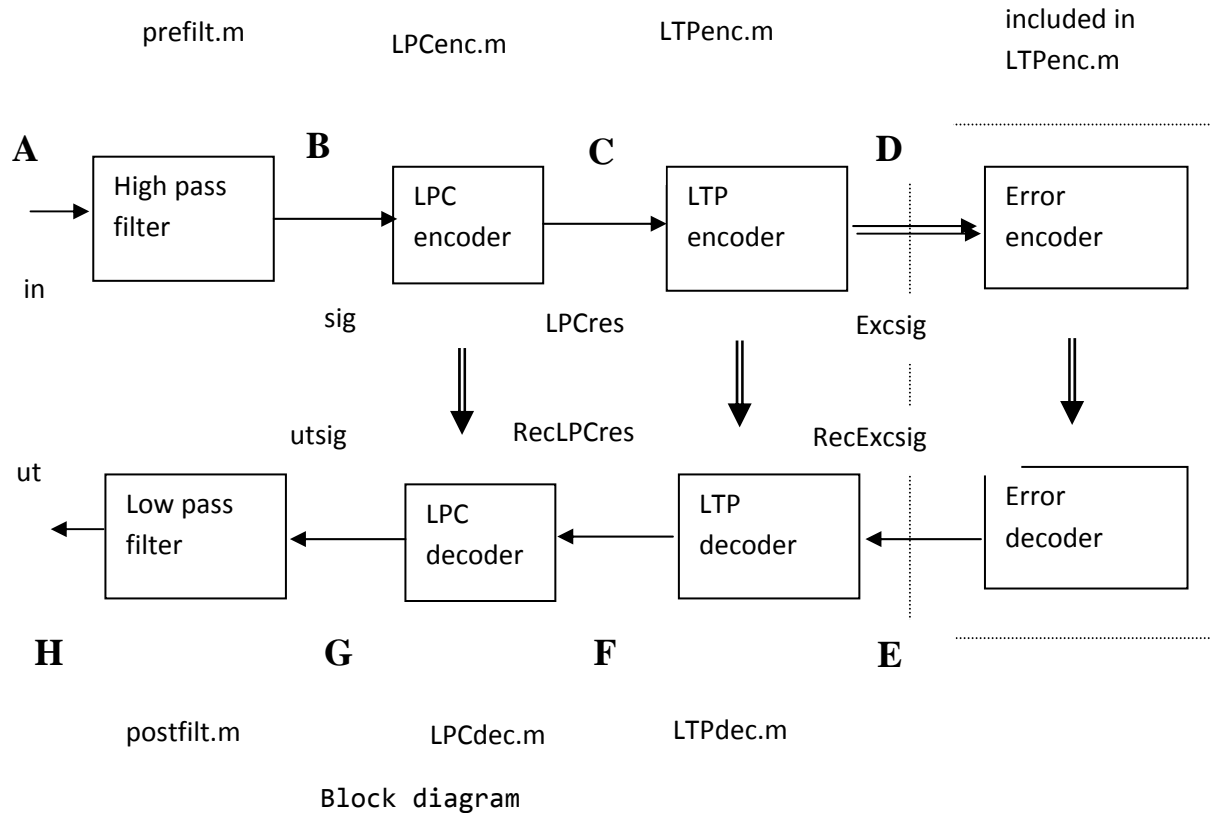 prefilt.m
LPCenc.m
LTPenc.m
included in
LTPenc.m
A
B
C
D
High pass
filter
LPC
encoder
LTP
encoder
Error
encoder
in
sig
LPCres
Excsig
utsig
RecLPCres
RecExcsig
ut
Low pass
filter
LPC
decoder
LTP
decoder
Error
decoder
H
G
F
E
postfilt.m
LPCdec.m
LTPdec.m
Block diagram